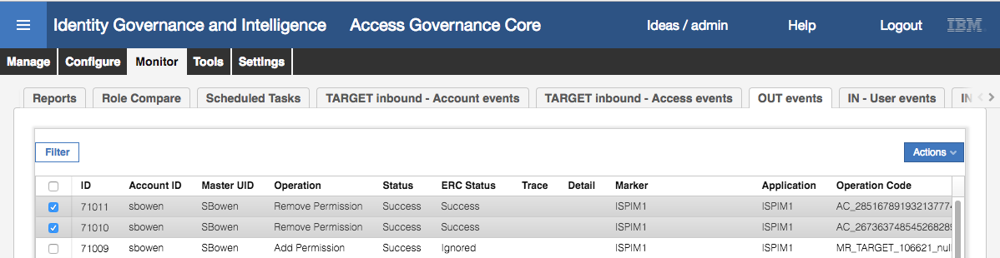 Identity Governance and Intelligence Access Governance Core Ideas / admin Help Logout IBM
Manage Configure Monitor Tools Settings
Reports Role Compare Scheduled Tasks TARGET inbound - Account events TARGET inbound - Access events OUT events IN - User events IN
Filter Actions
ID Account ID Master UID Operation Status ERC Status Trace Detail Marker Application Operation Code
71011 sbowen SBowen Remove Permission Success Success ISPIM1 ISPIM1 AC_285167891932137774
71010 sbowen SBowen Remove Permission Success Success ISPIM1 ISPIM1 AC_26736374854526828
71009 sbowen SBowen Add Permission Success Ignored ISPIM1 ISPIM1 MR_TARGET_106621_nul